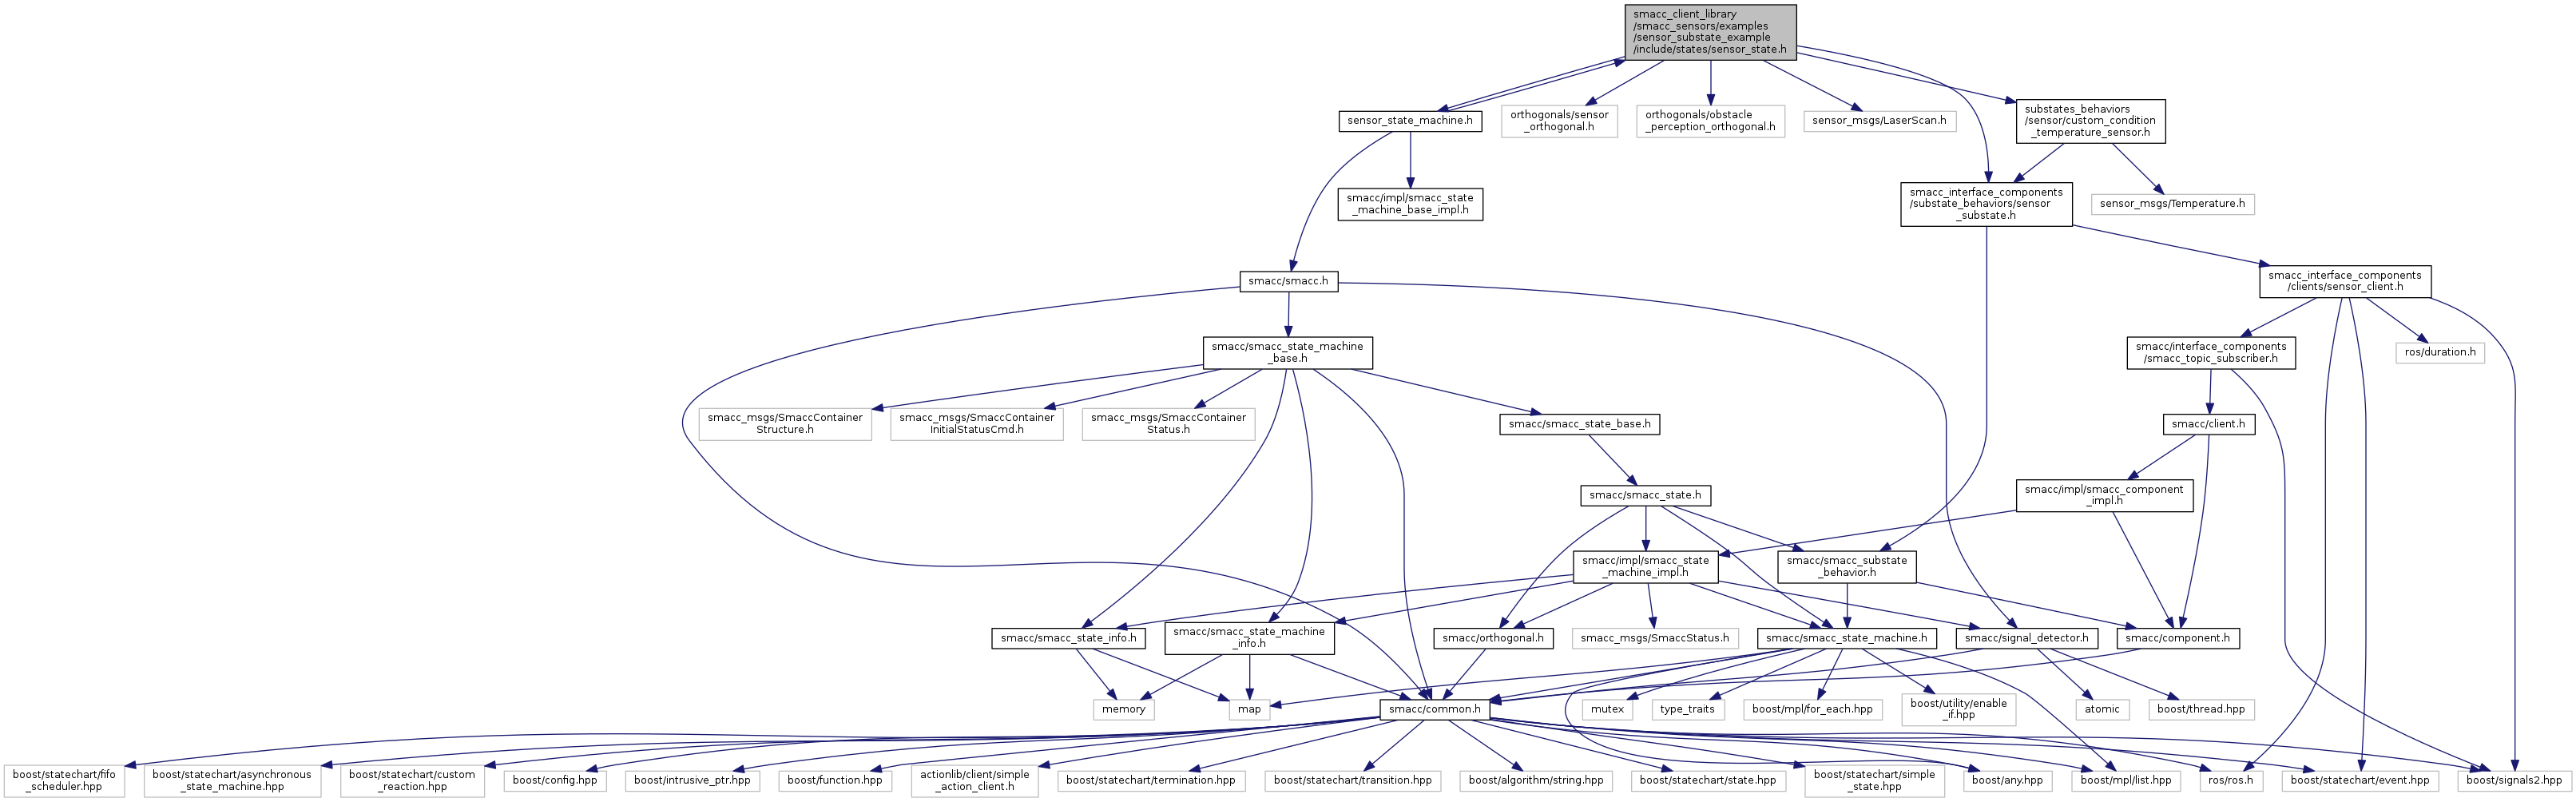 smacc_client_library
/smacc_sensors/examples
/sensor_substate_example
/include/states/sensor_state.h
sensor_state_machine.h
orthogonals/sensor
_orthogonal.h
orthogonals/obstacle
_perception_orthogonal.h
sensor_msgs/LaserScan.h
substates_behaviors
/sensor/custom_condition
_temperature_sensor.h
smacc/impl/smacc_state
_machine_base_impl.h
smacc_interface_components
/substate_behaviors/sensor
_substate.h
sensor_msgs/Temperature.h
smacc/smacc.h
smacc_interface_components
/clients/sensor_client.h
smacc/smacc_state_machine
_base.h
smacc/interface_components
/smacc_topic_subscriber.h
ros/duration.h
smacc_msgs/SmaccContainer
Structure.h
smacc_msgs/SmaccContainer
InitialStatusCmd.h
smacc_msgs/SmaccContainer
Status.h
smacc/smacc_state_base.h
smacc/client.h
smacc/smacc_state.h
smacc/impl/smacc_component
_impl.h
smacc/impl/smacc_state
_machine_impl.h
smacc/smacc_substate
_behavior.h
smacc/smacc_state_info.h
smacc/smacc_state_machine
_info.h
smacc/orthogonal.h
smacc_msgs/SmaccStatus.h
smacc/smacc_state_machine.h
smacc/signal_detector.h
smacc/component.h
memory
map
smacc/common.h
mutex
type_traits
boost/mpl/for_each.hpp
boost/utility/enable
_if.hpp
atomic
boost/thread.hpp
boost/statechart/fifo
_scheduler.hpp
boost/statechart/asynchronous
_state_machine.hpp
boost/statechart/custom
_reaction.hpp
boost/config.hpp
boost/intrusive_ptr.hpp
boost/function.hpp
actionlib/client/simple
_action_client.h
boost/statechart/termination.hpp
boost/statechart/transition.hpp
boost/algorithm/string.hpp
boost/statechart/state.hpp
boost/statechart/simple
_state.hpp
boost/any.hpp
boost/mpl/list.hpp
ros/ros.h
boost/statechart/event.hpp
boost/signals2.hpp